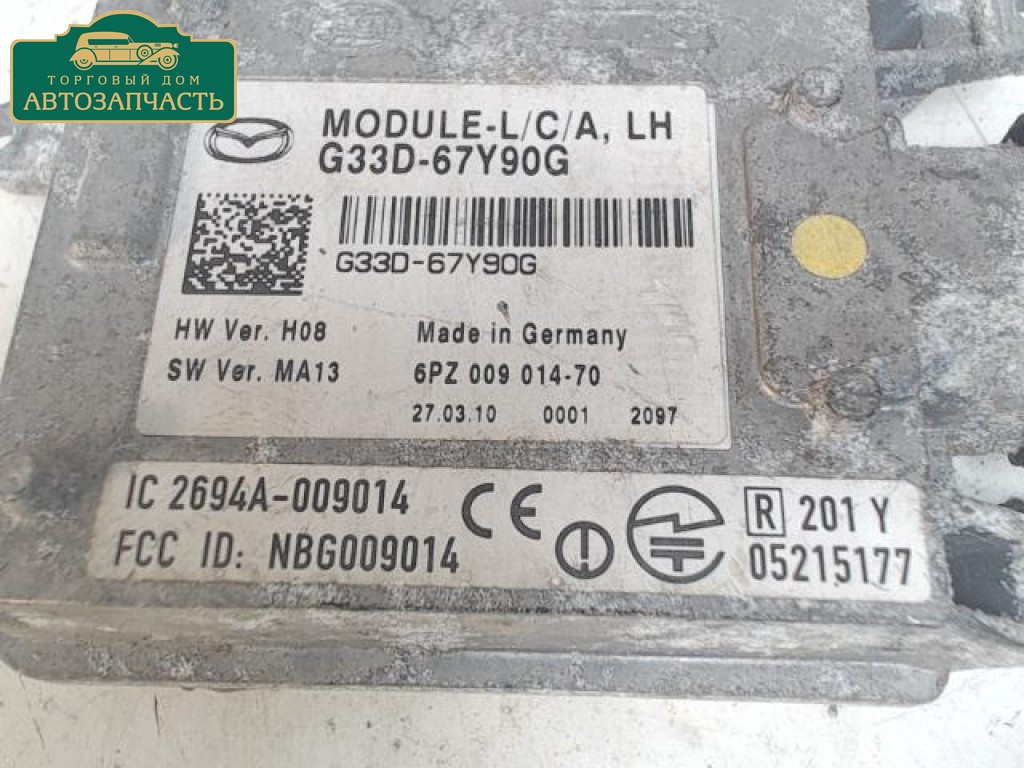 ТОРГОВЫЙ ДОМ
АВТОЗАПЧАСТЬ
MODULE-L/C/A, LH
G33D-67Y90G
G33D-67Y90G
HW Ver. H08 Made in Germany
SW Ver. MA13 6PZ 009 014-70
27.03.10 0001 2097
IC 2694A-009014
FCC ID: NBG009014
CE
R 201 Y
05215177